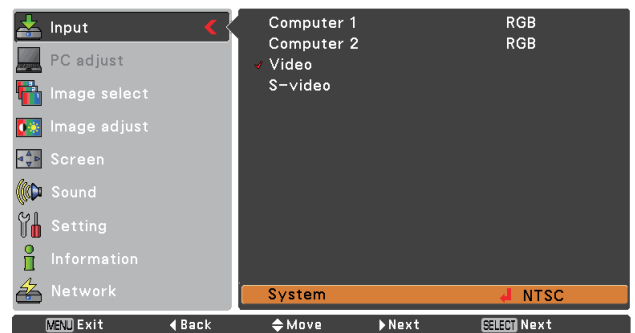 Input
PC adjust
Image select
Image adjust
Screen
Sound
Setting
Information
Network
Computer 1 RGB
Computer 2 RGB
Video
S-video
System NTSC
MENU Exit Back Move Next SELECT Next